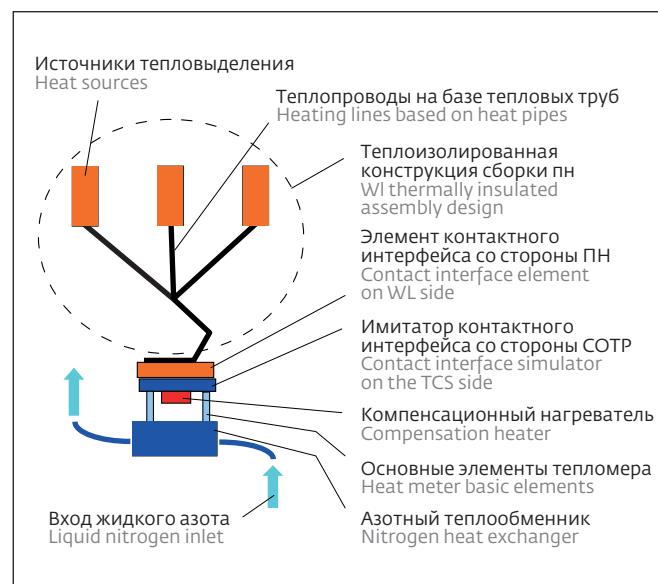 Источники тепловыделения
Heat sources
Теплопроводы на базе тепловых труб
Heating lines based on heat pipes
Теплоизолированная
конструкция сборки пн
Wl thermally insulated
assembly design
Элемент контактного
интерфейса со стороны ПН
Contact interface element
on WL side
Имитатор контактного
интерфейса со стороны СОТР
Contact interface simulator
on the TCS side
Компенсационный нагреватель
Compensation heater
Основные элементы тепломера
Heat meter basic elements
Вход жидкого азота
Liquid nitrogen inlet
Азотный теплообменник
Nitrogen heat exchanger